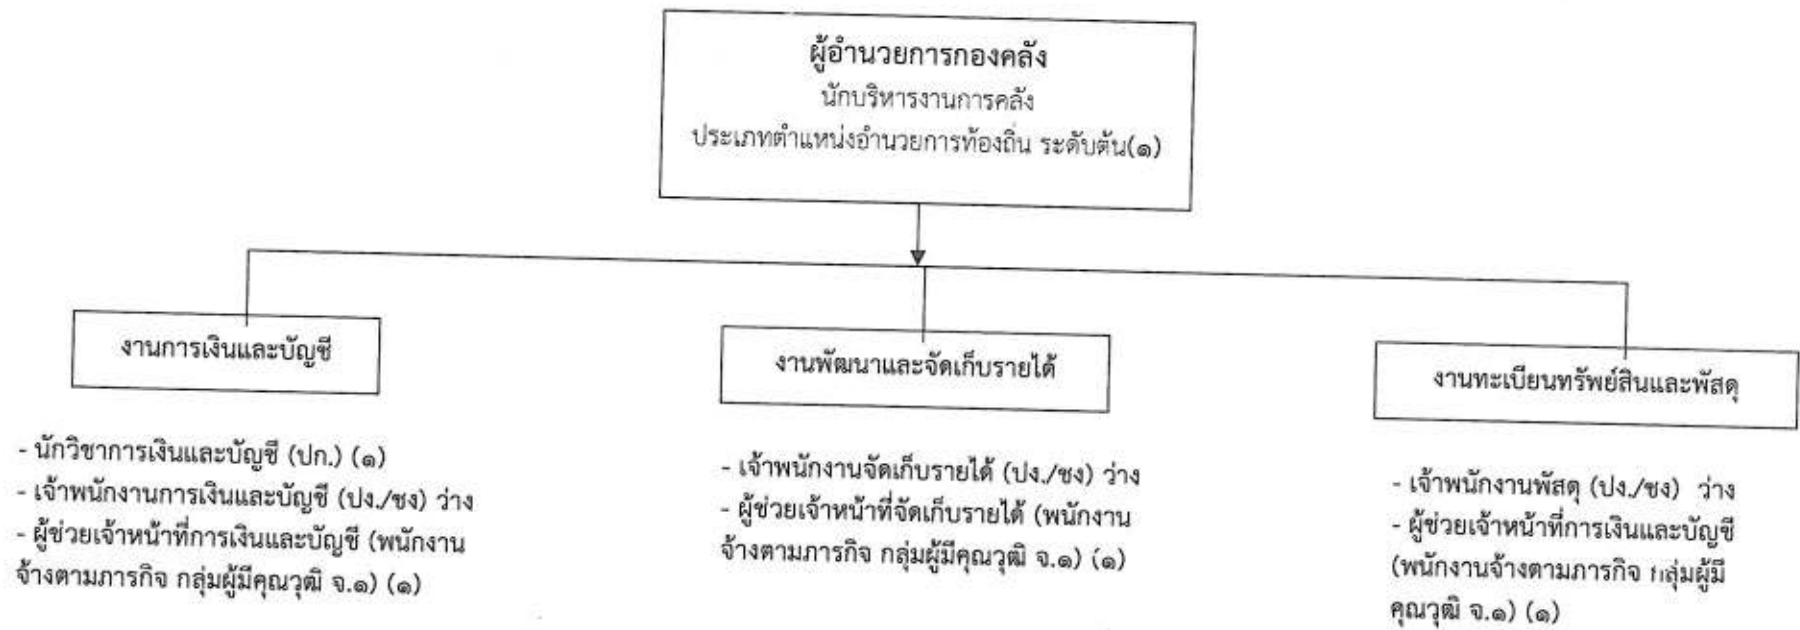 ผู้อำนวยการกองคลัง
นักบริหารงานการคลัง
ประเภทตำแหน่งอำนวยการท้องถิ่น ระดับต้น(๑)
งานการเงินและบัญชี
- นักวิชาการเงินและบัญชี (ปก.) (๑)
- เจ้าพนักงานการเงินและบัญชี (ปง./ชง) ว่าง
- ผู้ช่วยเจ้าหน้าที่การเงินและบัญชี (พนักงาน
จ้างตามภารกิจ กลุ่มผู้มีคุณวุฒิ จ.๑) (๑)
งานพัฒนาและจัดเก็บรายได้
- เจ้าพนักงานจัดเก็บรายได้ (ปง./ชง) ว่าง
- ผู้ช่วยเจ้าหน้าที่จัดเก็บรายได้ (พนักงาน
จ้างตามภารกิจ กลุ่มผู้มีคุณวุฒิ จ.๑) (๑)
งานทะเบียนทรัพย์สินและพัสดุ
- เจ้าพนักงานพัสดุ (ปง./ชง) ว่าง
- ผู้ช่วยเจ้าหน้าที่การเงินและบัญชี
(พนักงานจ้างตามภารกิจ กลุ่มผู้มี
คุณวุฒิ จ.๑) (๑)